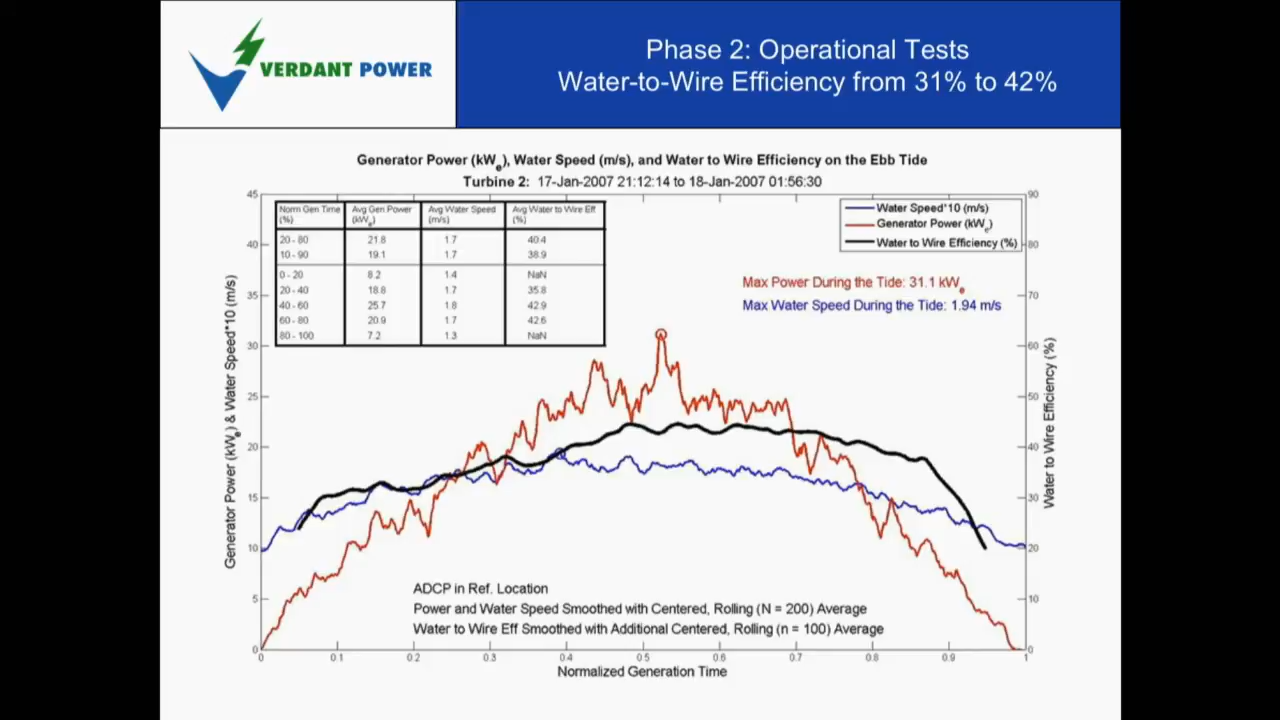 VERDANT POWER
Phase 2: Operational Tests
Water-to-Wire Efficiency from 31% to 42%
Generator Power (kWe), Water Speed (m/s), and Water to Wire Efficiency on the Ebb Tide
Turbine 2: 17-Jan-2007 21:12:14 to 18-Jan-2007 01:56:30
Norm Gen Time (%) Avg Gen Power (kWe) Avg Water Speed (m/s) Avg Water to Wire Eff (%)
20 - 80 21.8 1.7 40.4
10 - 90 19.1 1.7 38.9
0 - 20 8.2 1.4 NaN
20 - 40 18.8 1.7 35.8
40 - 60 25.7 1.8 42.9
60 - 80 20.9 1.7 42.6
80 - 100 7.2 1.3 NaN
Water Speed*10 (m/s)
Generator Power (kWe)
Water to Wire Efficiency (%)
Max Power During the Tide: 31.1 kWe
Max Water Speed During the Tide: 1.94 m/s
Generator Power (kWe) & Water Speed*10 (m/s)
45
40
35
30
25
20
15
10
5
0
90
80
70
60
50
40
30
20
10
0
Water to Wire Efficiency (%)
ADCP in Ref. Location
Power and Water Speed Smoothed with Centered, Rolling (N = 200) Average
Water to Wire Eff Smoothed with Additional Centered, Rolling (n = 100) Average
0 0.1 0.2 0.3 0.4 0.5 0.6 0.7 0.8 0.9 1
Normalized Generation Time